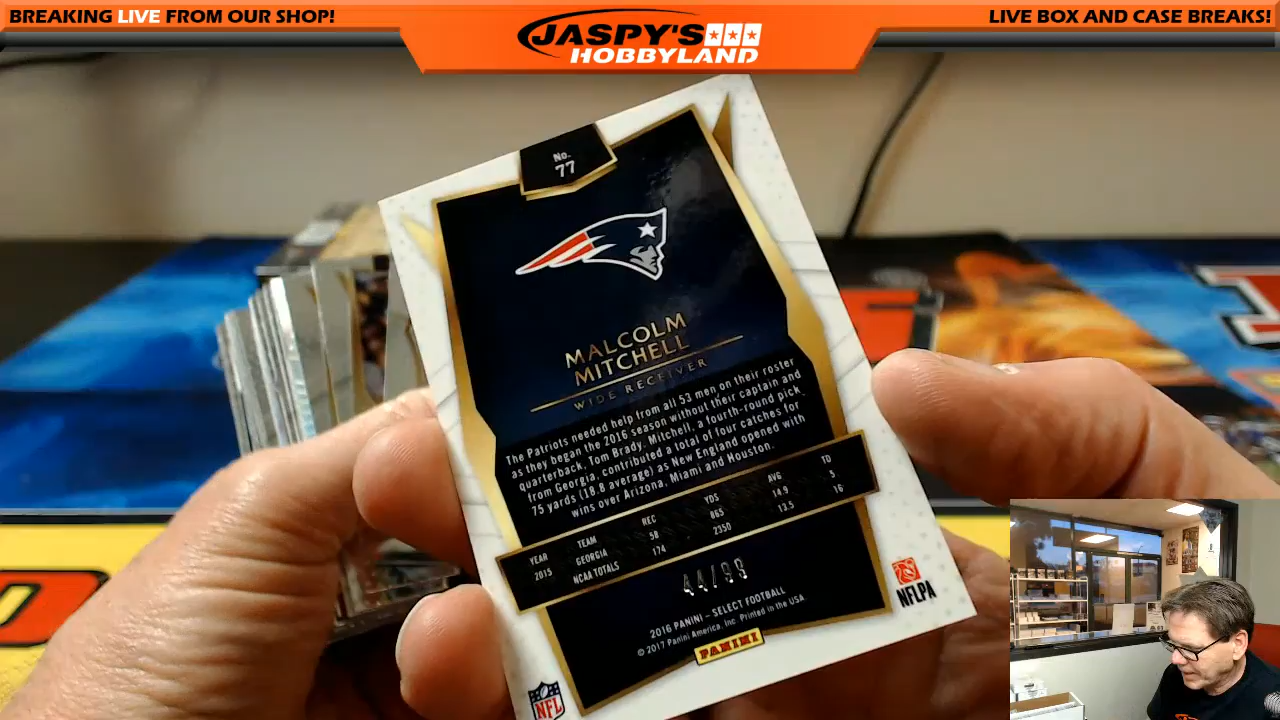 BREAKING LIVE FROM OUR SHOP!
JASPY'S
HOBBYLAND
LIVE BOX AND CASE BREAKS!
No.
77
MALCOLM
MITCHELL
WIDE RECEIVER
The Patriots needed help from all 53 men on their roster
as they began the 2016 season without their captain and
quarterback, Tom Brady. Mitchell, a fourth-round pick
from Georgia, contributed a total of four catches for
75 yards (18.8 average) as New England opened with
wins over Arizona, Miami and Houston.
YEAR TEAM REC YDS AVG TD
2015 GEORGIA 58 865 14.9 5
NCAA TOTALS 174 2350 13.5 16
44/99
2016 PANINI – SELECT FOOTBALL
© 2017 Panini America, Inc. Printed in the USA.
PANINI
NFL
NFLPA